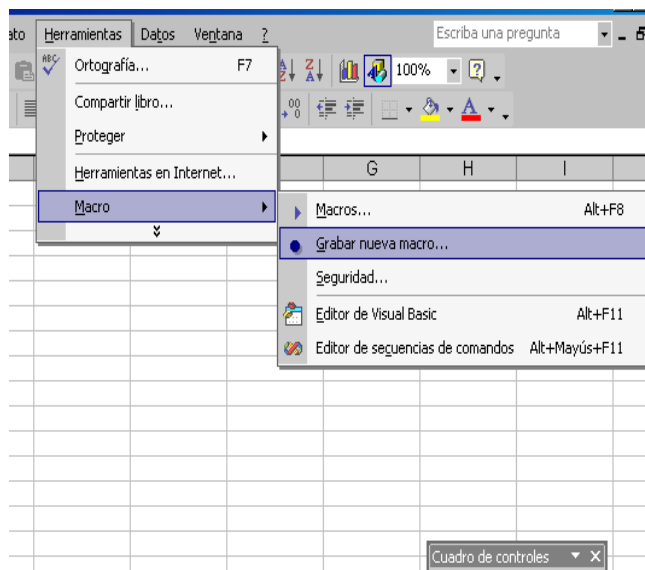 ato Herramientas Datos Ventana ? Escriba una pregunta
ABC Ortografía... F7 100%
Compartir libro...
Proteger
Herramientas en Internet... G H I
Macro Macros... Alt+F8
Grabar nueva macro...
Seguridad...
Editor de Visual Basic Alt+F11
Editor de secuencias de comandos Alt+Mayús+F11
Cuadro de controles